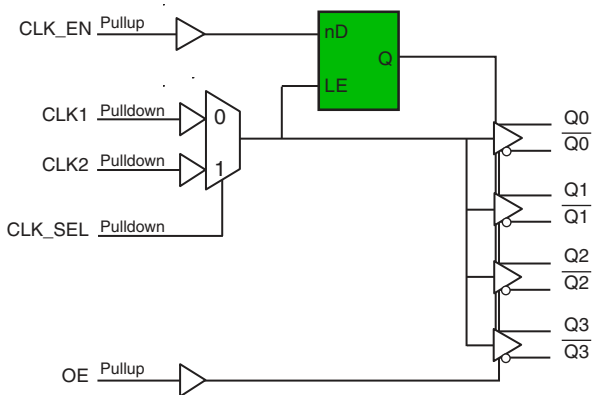 CLK_EN Pullup
nD
Q
LE
CLK1 Pulldown
0
CLK2 Pulldown
1
CLK_SEL Pulldown
OE Pullup
Q0
Q0
Q1
Q1
Q2
Q2
Q3
Q3